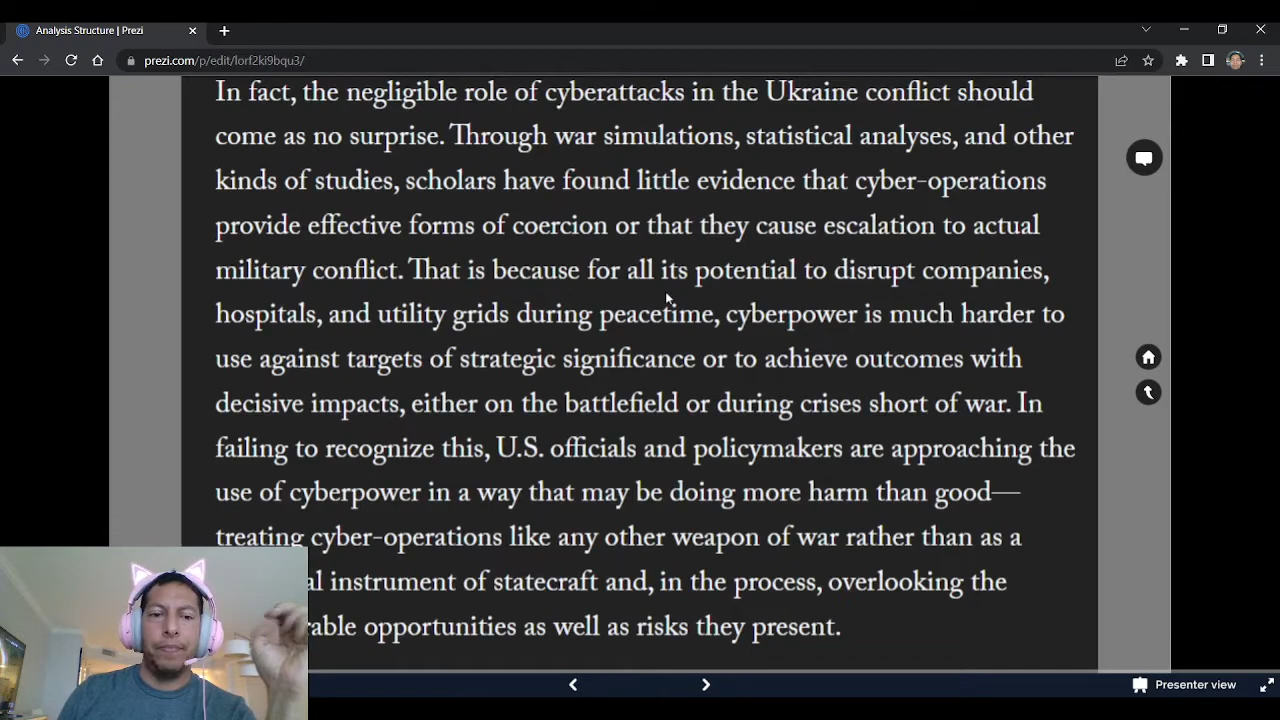 Analysis Structure | Prezi
prezi.com/p/edit/lorf2ki9bqu3/
In fact, the negligible role of cyberattacks in the Ukraine conflict should
come as no surprise. Through war simulations, statistical analyses, and other
kinds of studies, scholars have found little evidence that cyber-operations
provide effective forms of coercion or that they cause escalation to actual
military conflict. That is because for all its potential to disrupt companies,
hospitals, and utility grids during peacetime, cyberpower is much harder to
use against targets of strategic significance or to achieve outcomes with
decisive impacts, either on the battlefield or during crises short of war. In
failing to recognize this, U.S. officials and policymakers are approaching the
use of cyberpower in a way that may be doing more harm than good—
treating cyber-operations like any other weapon of war rather than as a
instrument of statecraft and, in the process, overlooking the
opportunities as well as risks they present.
Presenter view